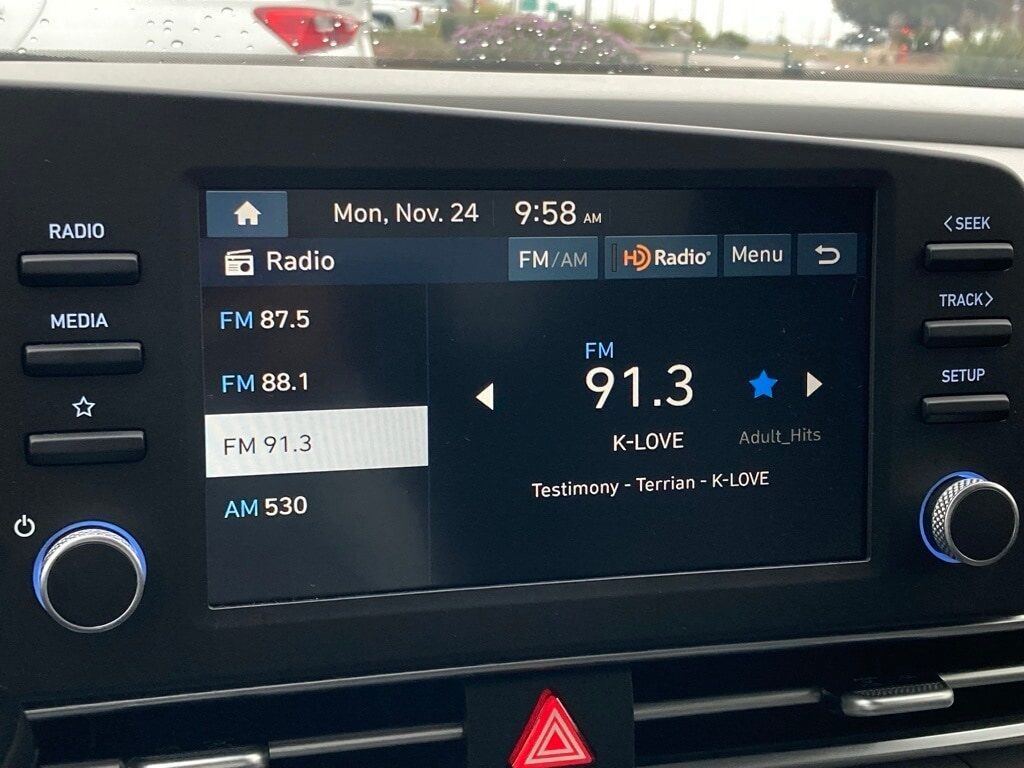 RADIO
MEDIA
Mon, Nov. 24 9:58 AM
Radio FM/AM HD Radio® Menu
FM 87.5
FM 88.1
FM 91.3
AM 530
FM
91.3
K-LOVE Adult_Hits
Testimony - Terrian - K-LOVE
<SEEK
TRACK>
SETUP